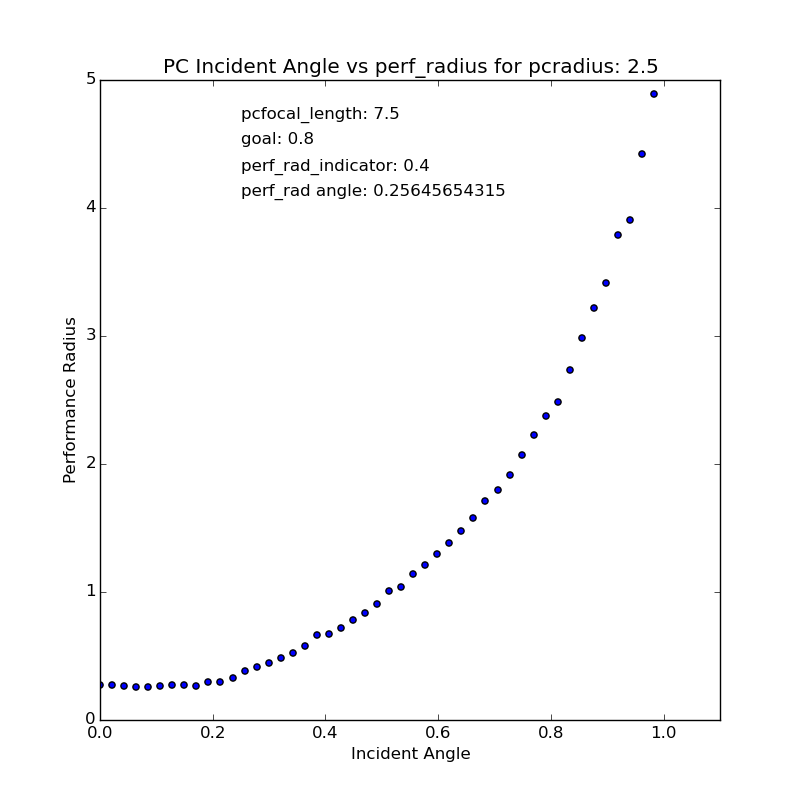 PC Incident Angle vs perf_radius for pcradius: 2.5
5
pcfocal_length: 7.5
goal: 0.8
perf_rad_indicator: 0.4
perf_rad angle: 0.25645654315
4
3
Performance Radius
2
1
0
0.0 0.2 0.4 0.6 0.8 1.0
Incident Angle